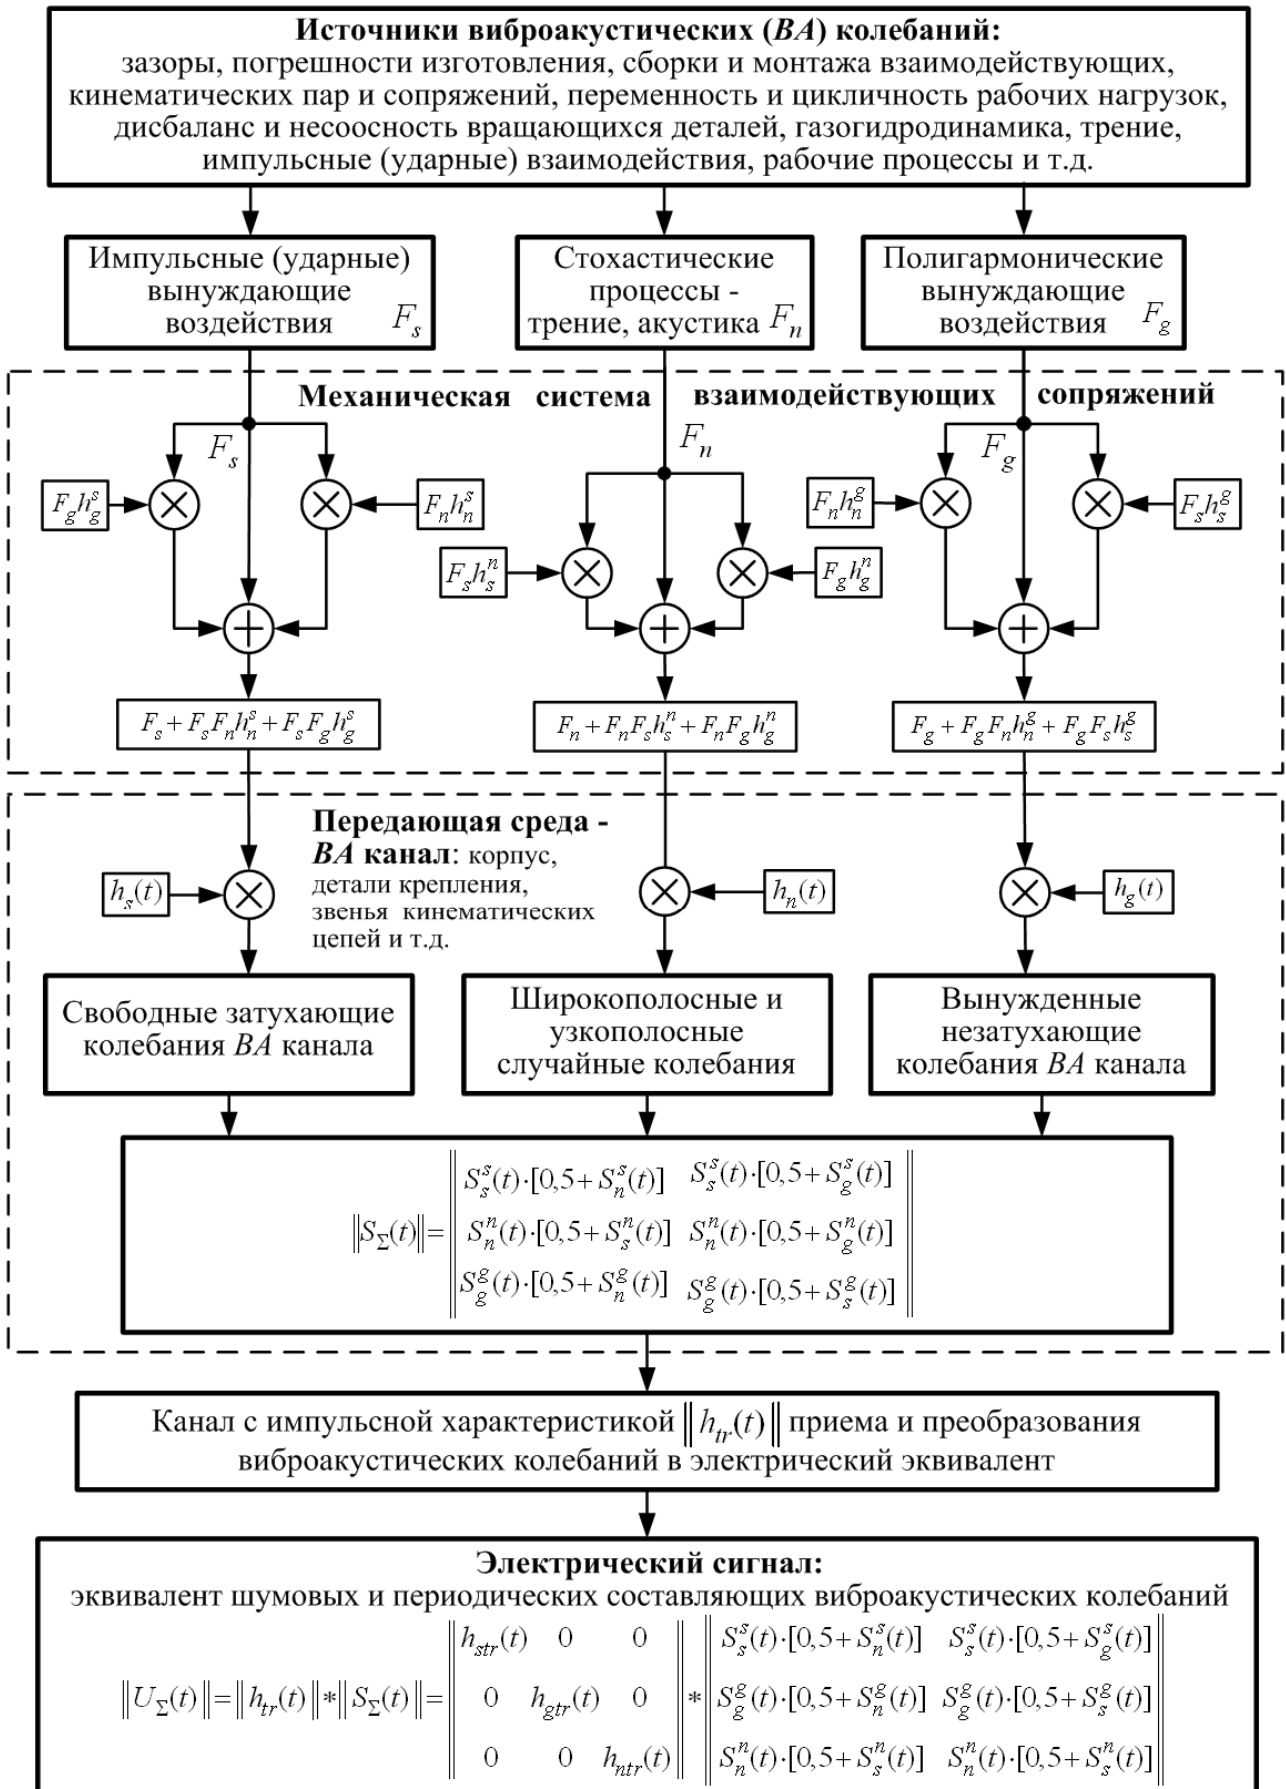 Источники виброакустических (ВА) колебаний:
зазоры, погрешности изготовления, сборки и монтажа взаимодействующих,
кинематических пар и сопряжений, переменность и цикличность рабочих нагрузок,
дисбаланс и несоосность вращающихся деталей, газогидродинамика, трение,
импульсные (ударные) взаимодействия, рабочие процессы и т.д.
Импульсные (ударные)
вынуждающие
воздействия F_s
Стохастические
процессы -
трение, акустика F_n
Полигармонические
вынуждающие
воздействия F_g
Механическая система взаимодействующих сопряжений
F_s
F_n
F_g
F_g h_g^s
F_n h_n^s
F_s h_s^n
F_g h_g^n
F_n h_n^g
F_s h_s^g
F_s + F_s F_n h_n^s + F_s F_g h_g^s
F_n + F_n F_s h_s^n + F_n F_g h_g^n
F_g + F_g F_n h_n^g + F_g F_s h_s^g
Передающая среда -
ВА канал: корпус,
детали крепления,
звенья кинематических
цепей и т.д.
h_s(t)
h_n(t)
h_g(t)
Свободные затухающие
колебания ВА канала
Широкополосные и
узкополосные
случайные колебания
Вынужденные
незатухающие
колебания ВА канала
S_s^s(t)·[0,5+S_n^s(t)] S_s^s(t)·[0,5+S_g^s(t)]
‖S_Σ(t)‖= S_n^n(t)·[0,5+S_s^n(t)] S_n^n(t)·[0,5+S_g^n(t)]
S_g^g(t)·[0,5+S_n^g(t)] S_g^g(t)·[0,5+S_s^g(t)]
Канал с импульсной характеристикой ‖h_tr(t)‖ приема и преобразования
виброакустических колебаний в электрический эквивалент
Электрический сигнал:
эквивалент шумовых и периодических составляющих виброакустических колебаний
h_str(t) 0 0 S_s^s(t)·[0,5+S_n^s(t)] S_s^s(t)·[0,5+S_g^s(t)]
‖U_Σ(t)‖=‖h_tr(t)‖*‖S_Σ(t)‖= 0 h_gtr(t) 0 * S_g^g(t)·[0,5+S_n^g(t)] S_g^g(t)·[0,5+S_s^g(t)]
0 0 h_ntr(t) S_n^n(t)·[0,5+S_s^n(t)] S_n^n(t)·[0,5+S_s^n(t)]